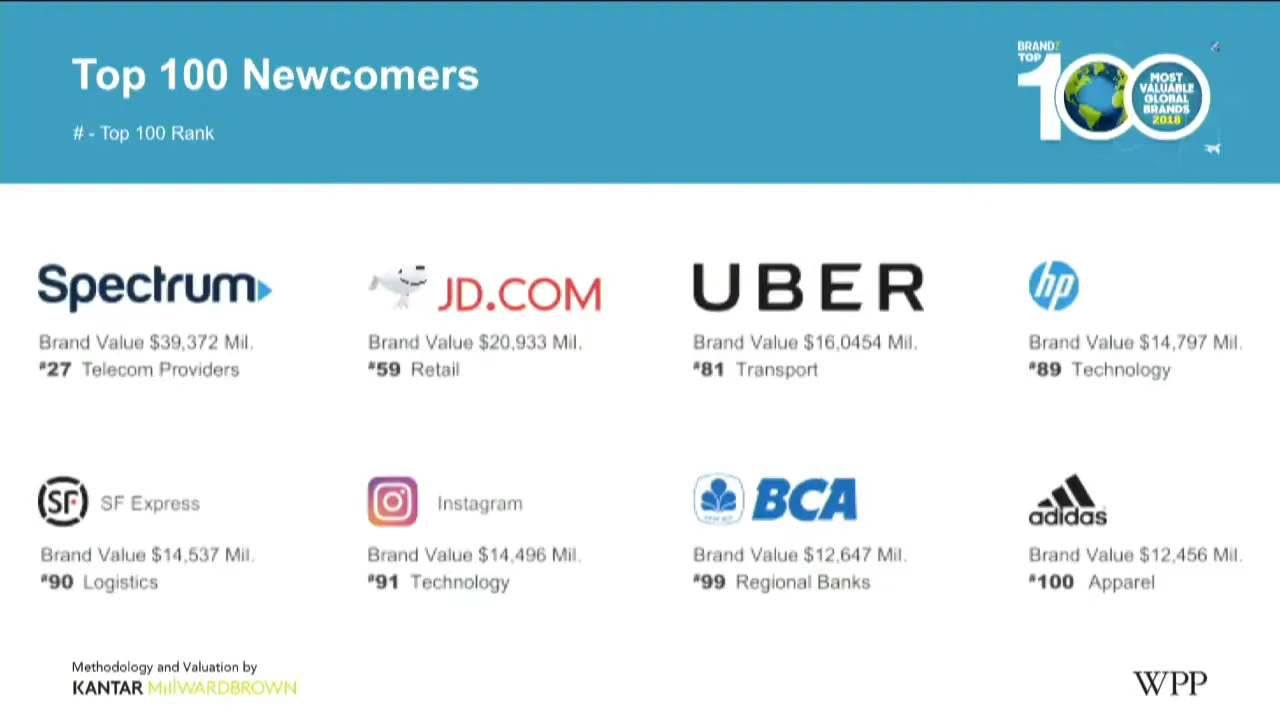 Top 100 Newcomers
# - Top 100 Rank
BRANDZ
TOP
100
MOST
VALUABLE
GLOBAL
BRANDS
2018
Spectrum
Brand Value $39,372 Mil.
#27 Telecom Providers
JD.COM
Brand Value $20,933 Mil.
#59 Retail
UBER
Brand Value $16,0454 Mil.
#81 Transport
hp
Brand Value $14,797 Mil.
#89 Technology
SF SF Express
Brand Value $14,537 Mil.
#90 Logistics
Instagram
Brand Value $14,496 Mil.
#91 Technology
BCA
Brand Value $12,647 Mil.
#99 Regional Banks
adidas
Brand Value $12,456 Mil.
#100 Apparel
Methodology and Valuation by
KANTAR MillWARDBROWN
WPP